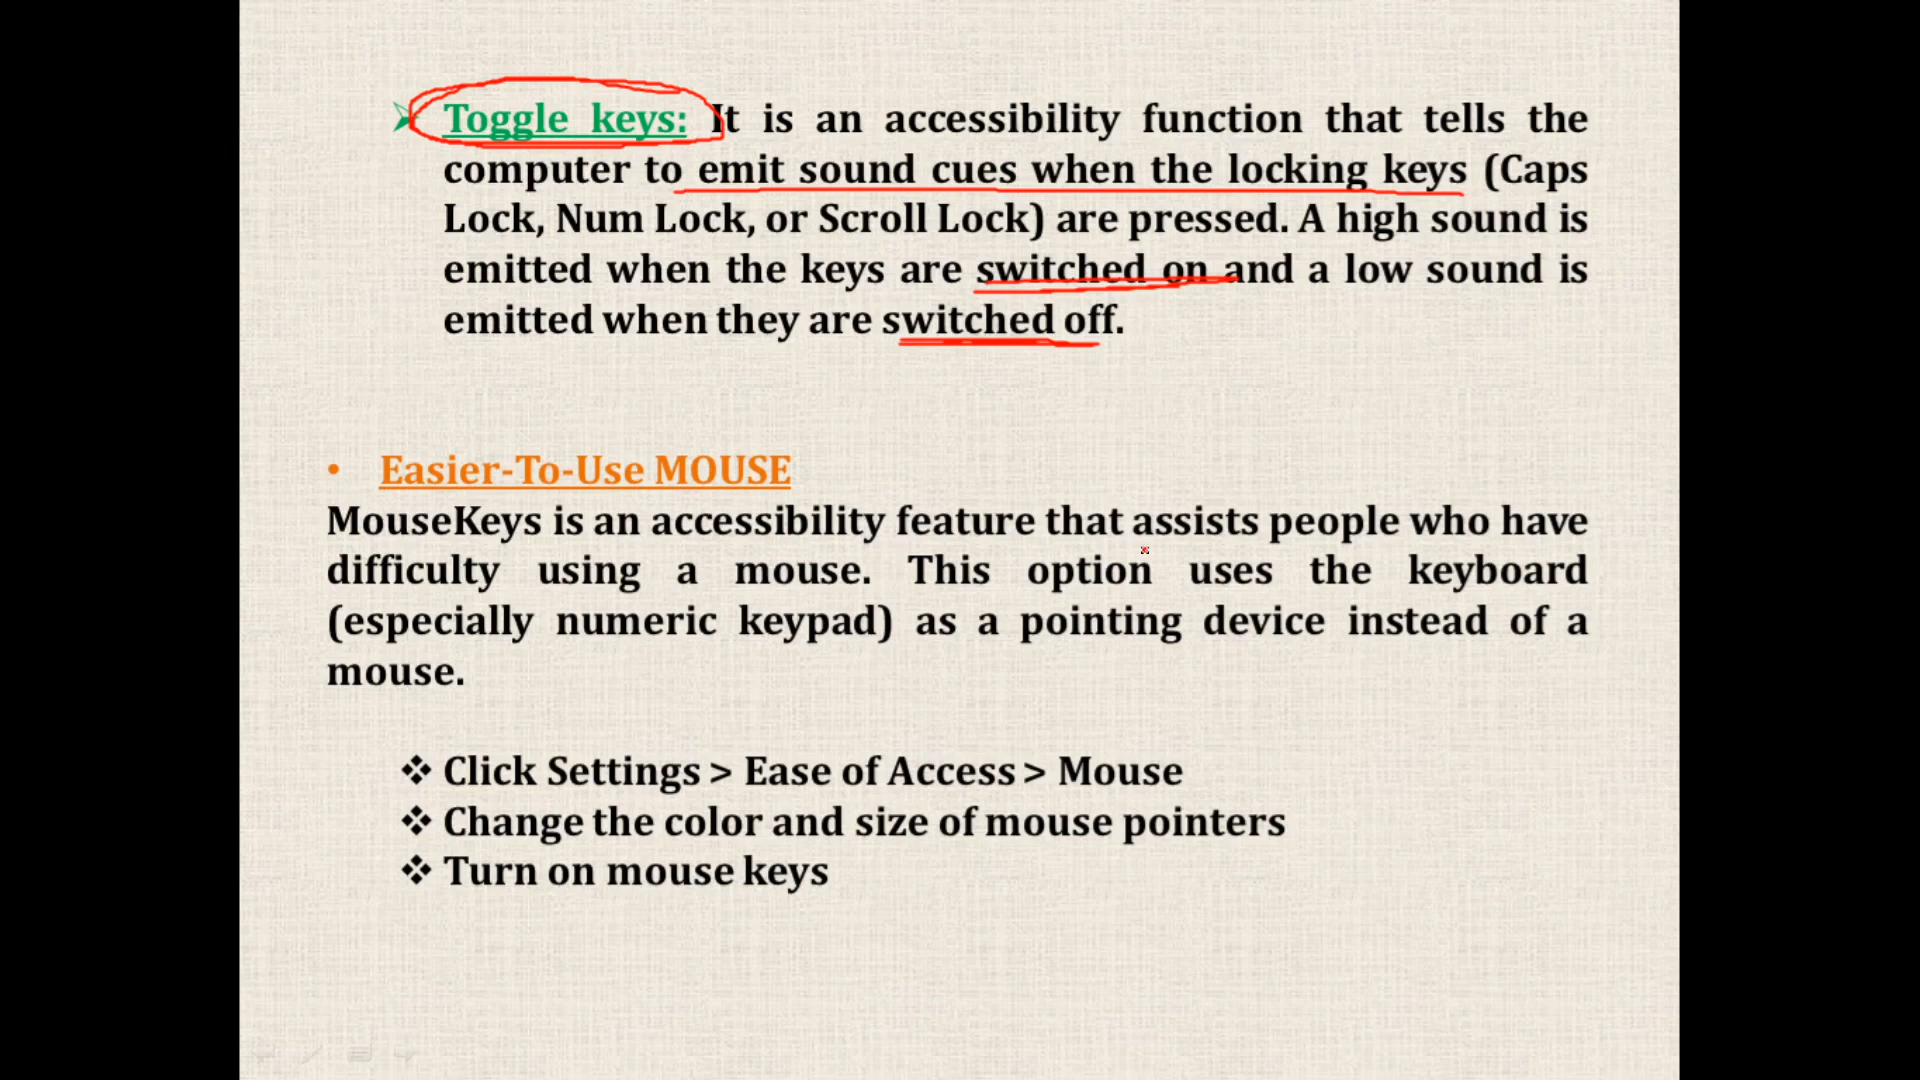 ➢ Toggle keys: It is an accessibility function that tells the
computer to emit sound cues when the locking keys (Caps
Lock, Num Lock, or Scroll Lock) are pressed. A high sound is
emitted when the keys are switched on and a low sound is
emitted when they are switched off.
• Easier-To-Use MOUSE
MouseKeys is an accessibility feature that assists people who have
difficulty using a mouse. This option uses the keyboard
(especially numeric keypad) as a pointing device instead of a
mouse.
❖ Click Settings > Ease of Access > Mouse
❖ Change the color and size of mouse pointers
❖ Turn on mouse keys